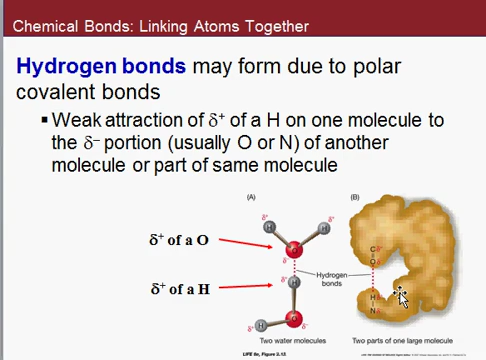 Chemical Bonds: Linking Atoms Together
Hydrogen bonds may form due to polar
covalent bonds
▪ Weak attraction of δ⁺ of a H on one molecule to
the δ⁻ portion (usually O or N) of another
molecule or part of same molecule
(A)
(B)
δ⁺
δ⁺
H
H
δ⁺ of a O
O
δ⁻
C δ⁺
O δ⁻
Hydrogen
bonds
δ⁺ of a H
δ⁺
H
H δ⁺
N
δ⁺
H
O
δ⁻
Two water molecules
Two parts of one large molecule
LIFE 8e, Figure 2.12